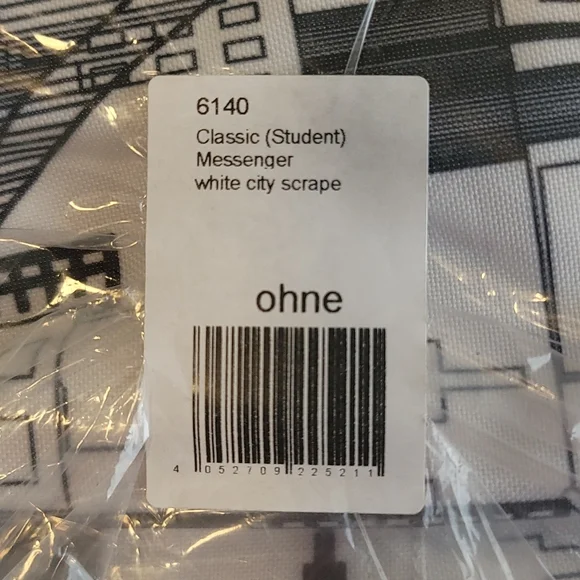 6140
Classic (Student)
Messenger
white city scrape
ohne
4 052709 225211